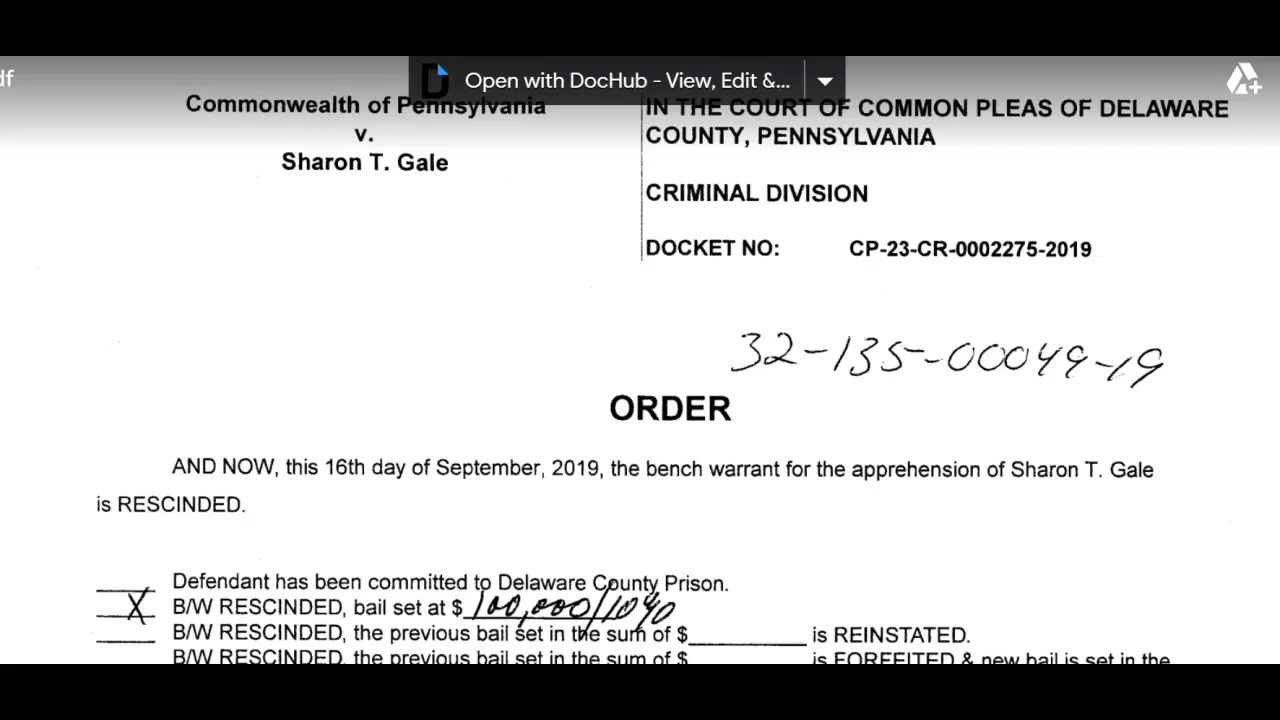 df
Open with DocHub - View, Edit &...
Commonwealth of Pennsylvania
v.
Sharon T. Gale
IN THE COURT OF COMMON PLEAS OF DELAWARE
COUNTY, PENNSYLVANIA
CRIMINAL DIVISION
DOCKET NO: CP-23-CR-0002275-2019
32-135-00049-19
ORDER
AND NOW, this 16th day of September, 2019, the bench warrant for the apprehension of Sharon T. Gale
is RESCINDED.
Defendant has been committed to Delaware County Prison.
X B/W RESCINDED, bail set at $ 100,000/10%
B/W RESCINDED, the previous bail set in the sum of $ is REINSTATED.
B/W RESCINDED, the previous bail set in the sum of $ is FORFEITED & new bail is set in the